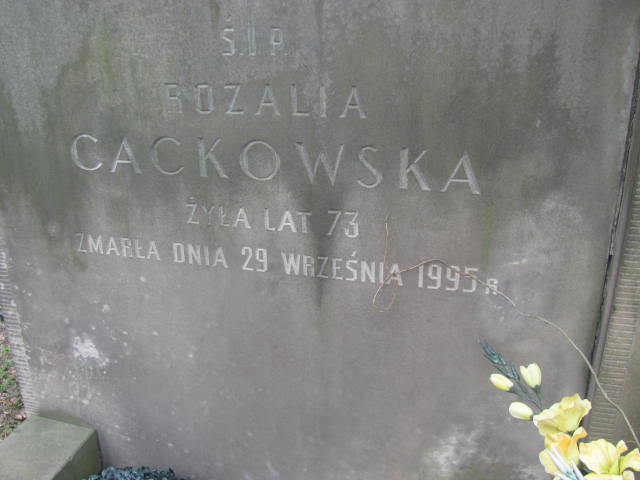 Ś. I P.
ROZALIA
CACKOWSKA
ŻYŁA LAT 73
ZMARŁA DNIA 29 WRZEŚNIA 1995 R